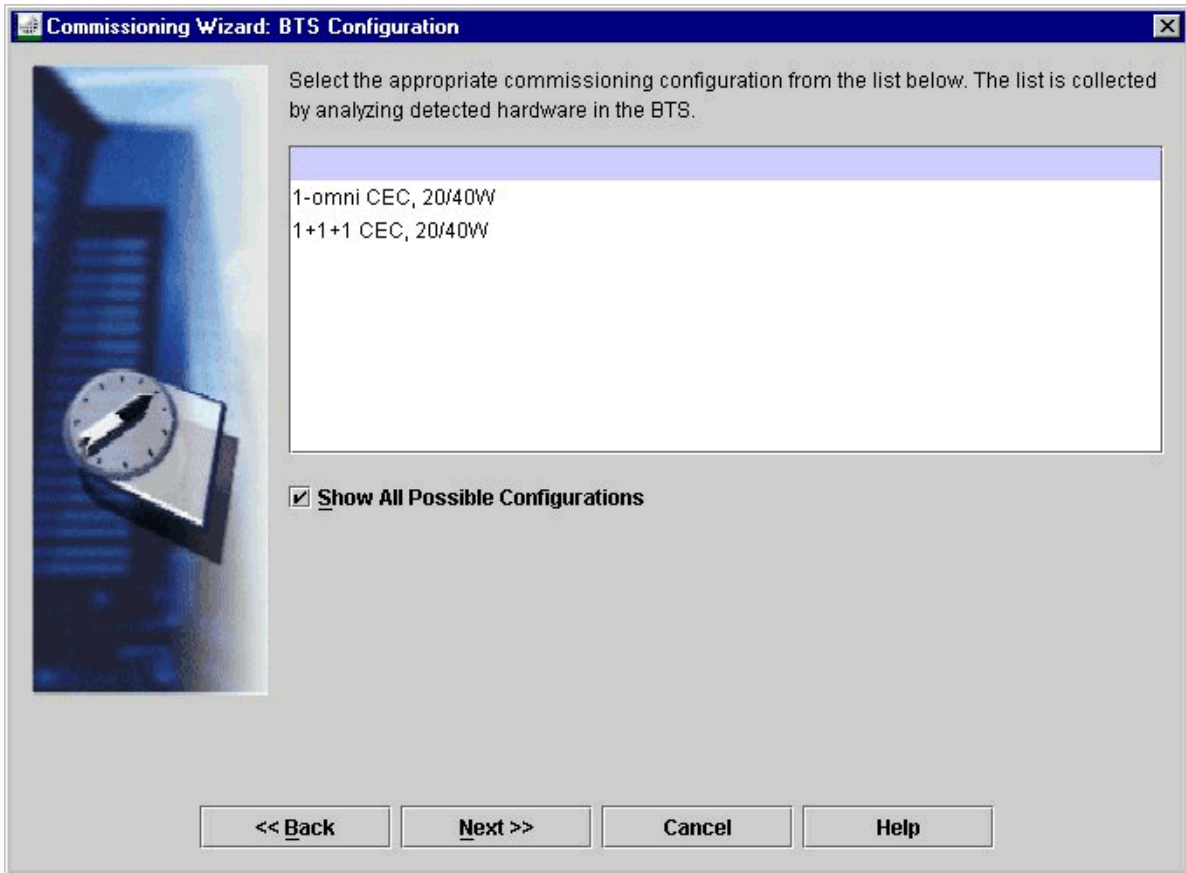 Commissioning Wizard: BTS Configuration
Select the appropriate commissioning configuration from the list below. The list is collected
by analyzing detected hardware in the BTS.
1-omni CEC, 20/40W
1+1+1 CEC, 20/40W
Show All Possible Configurations
<< Back
Next >>
Cancel
Help